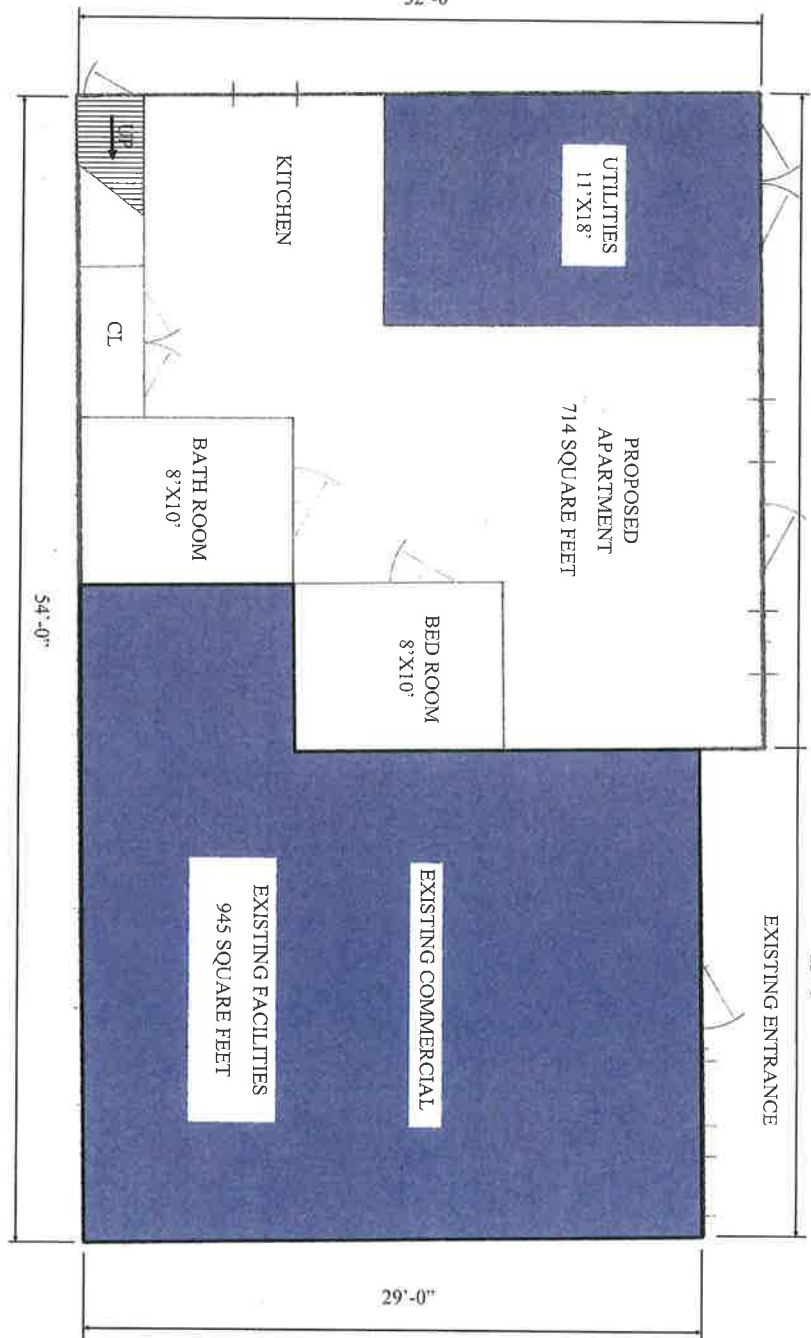 EXISTING ENTRANCE
UTILITIES
11'X18'
PROPOSED
APARTMENT
714 SQUARE FEET
KITCHEN
BED ROOM
8'X10'
EXISTING COMMERCIAL
BATH ROOM
8'X10'
EXISTING FACILITIES
945 SQUARE FEET
UP
CL
54'-0"
29'-0"